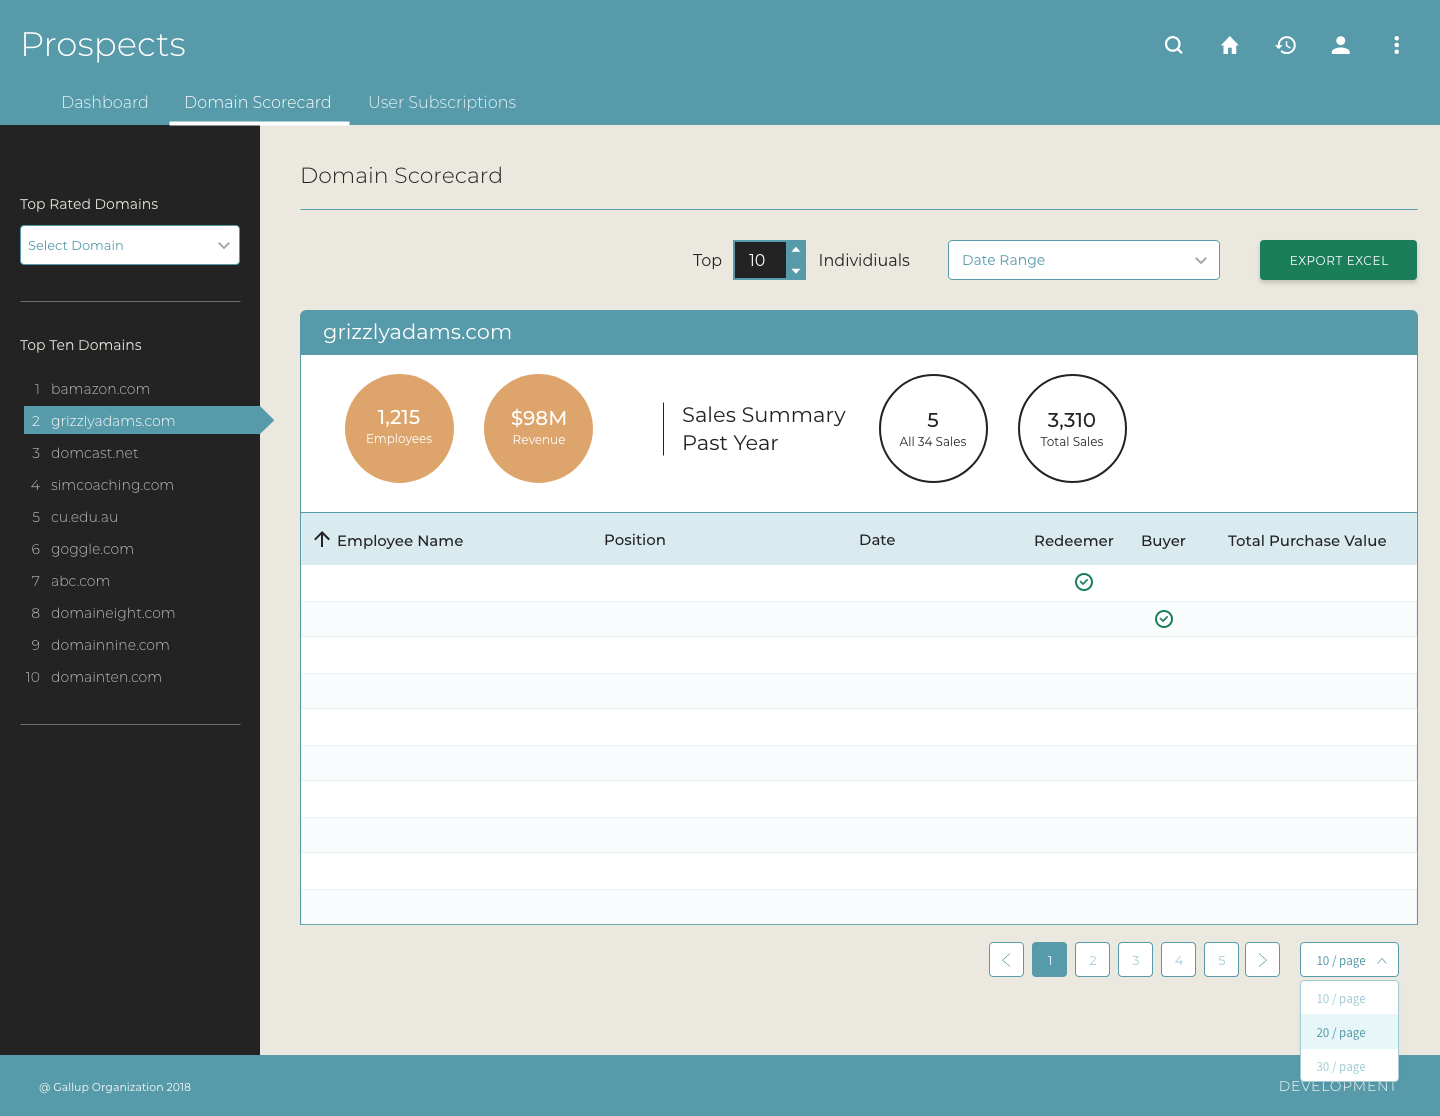 Prospects
Dashboard
Domain Scorecard
User Subscriptions
Top Rated Domains
Select Domain
Top Ten Domains
1 bamazon.com
2 grizzlyadams.com
3 domcast.net
4 simcoaching.com
5 cu.edu.au
6 goggle.com
7 abc.com
8 domaineight.com
9 domainnine.com
10 domainten.com
Domain Scorecard
Top 10 Individiuals
Date Range
EXPORT EXCEL
grizzlyadams.com
1,215
Employees
$98M
Revenue
Sales Summary
Past Year
5
All 34 Sales
3,310
Total Sales
Employee Name
Position
Date
Redeemer
Buyer
Total Purchase Value
1 2 3 4 5
10 / page
10 / page
20 / page
30 / page
@ Gallup Organization 2018
DEVELOPMENT